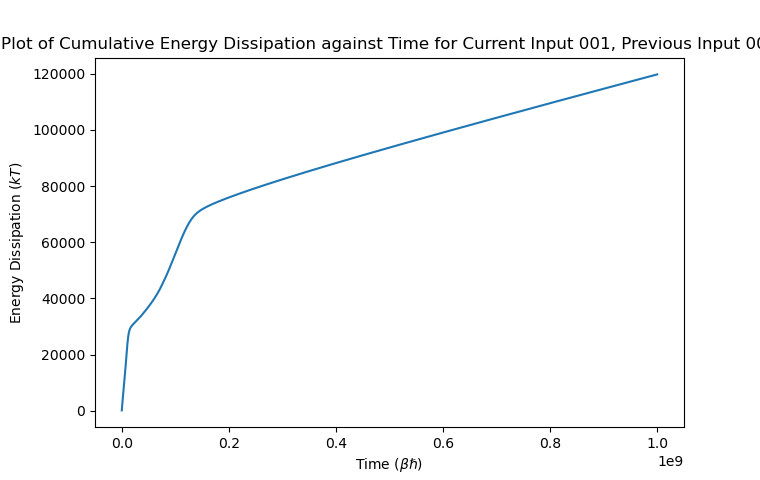 Plot of Cumulative Energy Dissipation against Time for Current Input 001, Previous Input
120000
100000
80000
60000
40000
20000
0
Energy Dissipation (kT)
0.0 0.2 0.4 0.6 0.8 1.0
1e9
Time (βħ)